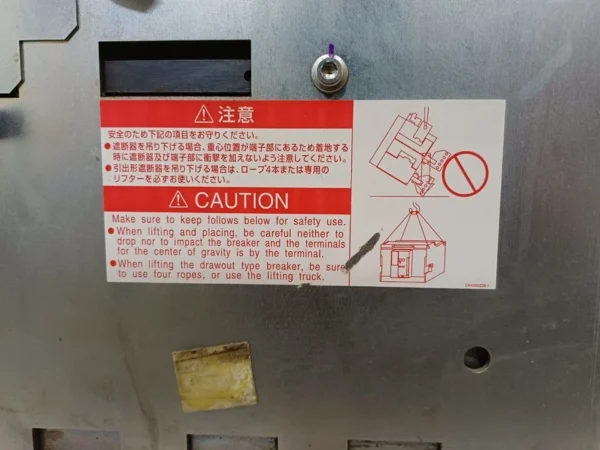 ⚠注意
安全のため下記の項目をお守りください。
●遮断器を吊り下げる場合、重心位置が端子部にあるため着地する
時に遮断器及び端子部に衝撃を加えないよう注意してください。
●引出形遮断器を吊り下げる場合は、ロープ4本または専用の
リフターを必ずお使いください。
⚠ CAUTION
Make sure to keep follows below for safety use.
●When lifting and placing, be careful neither to
drop nor to impact the breaker and the terminals
for the center of gravity is by the terminal.
●When lifting the drawout type breaker, be sure
to use four ropes, or use the lifting truck.